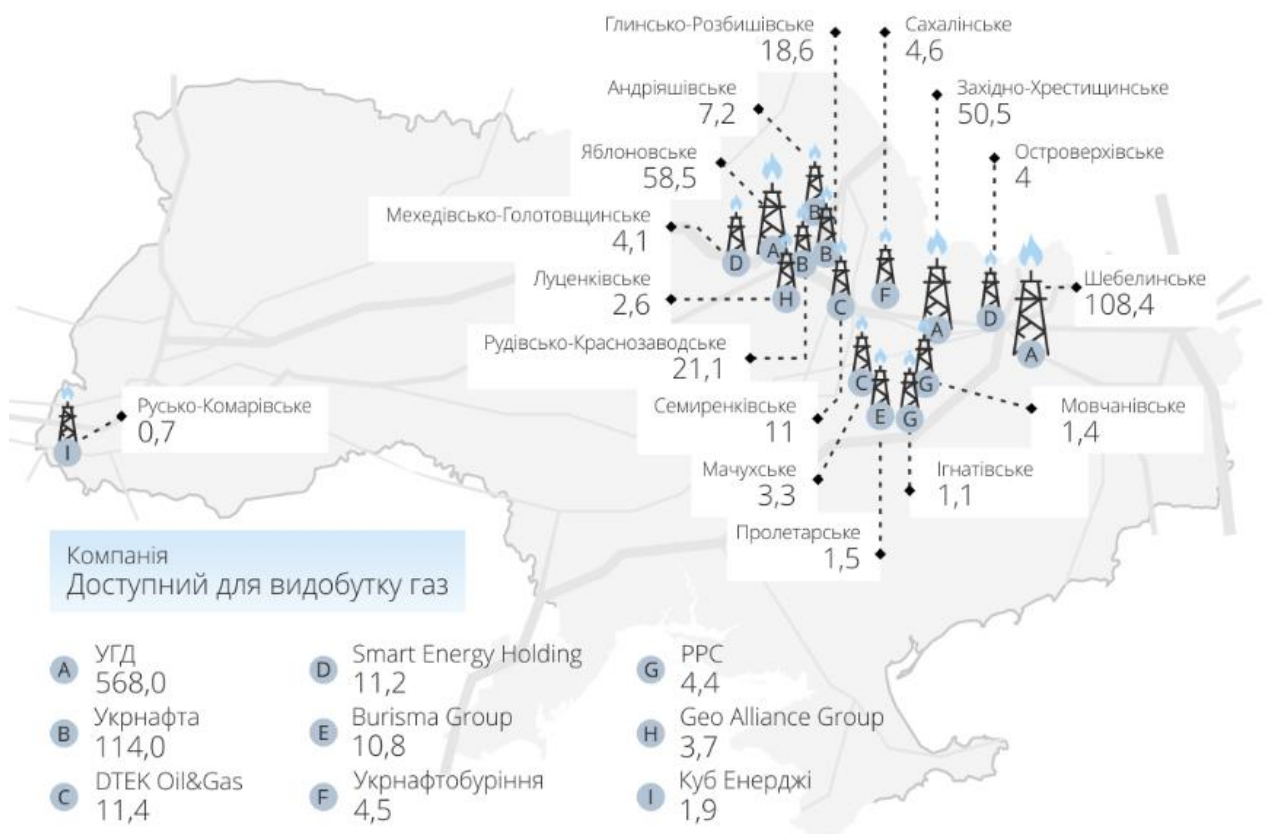 Глинсько-Розбишівське
18,6
Сахалінське
4,6
Андріяшівське
7,2
Західно-Хрестищинське
50,5
Яблоновське
58,5
Островерхівське
4
Мехедівсько-Голотовщинське
4,1
Луценківське
2,6
Шебелинське
108,4
Рудівсько-Краснозаводське
21,1
Семиренківське
11
Мовчанівське
1,4
Русько-Комарівське
0,7
Мачухське
3,3
Ігнатівське
1,1
Пролетарське
1,5
B
D
A
B
B
H
C
F
A
D
A
C
E
G
G
I
Компанія
Доступний для видобутку газ
A УГД
568,0
B Укрнафта
114,0
C DTEK Oil&Gas
11,4
D Smart Energy Holding
11,2
E Burisma Group
10,8
F Укрнафтобуріння
4,5
G PPC
4,4
H Geo Alliance Group
3,7
I Куб Енерджі
1,9